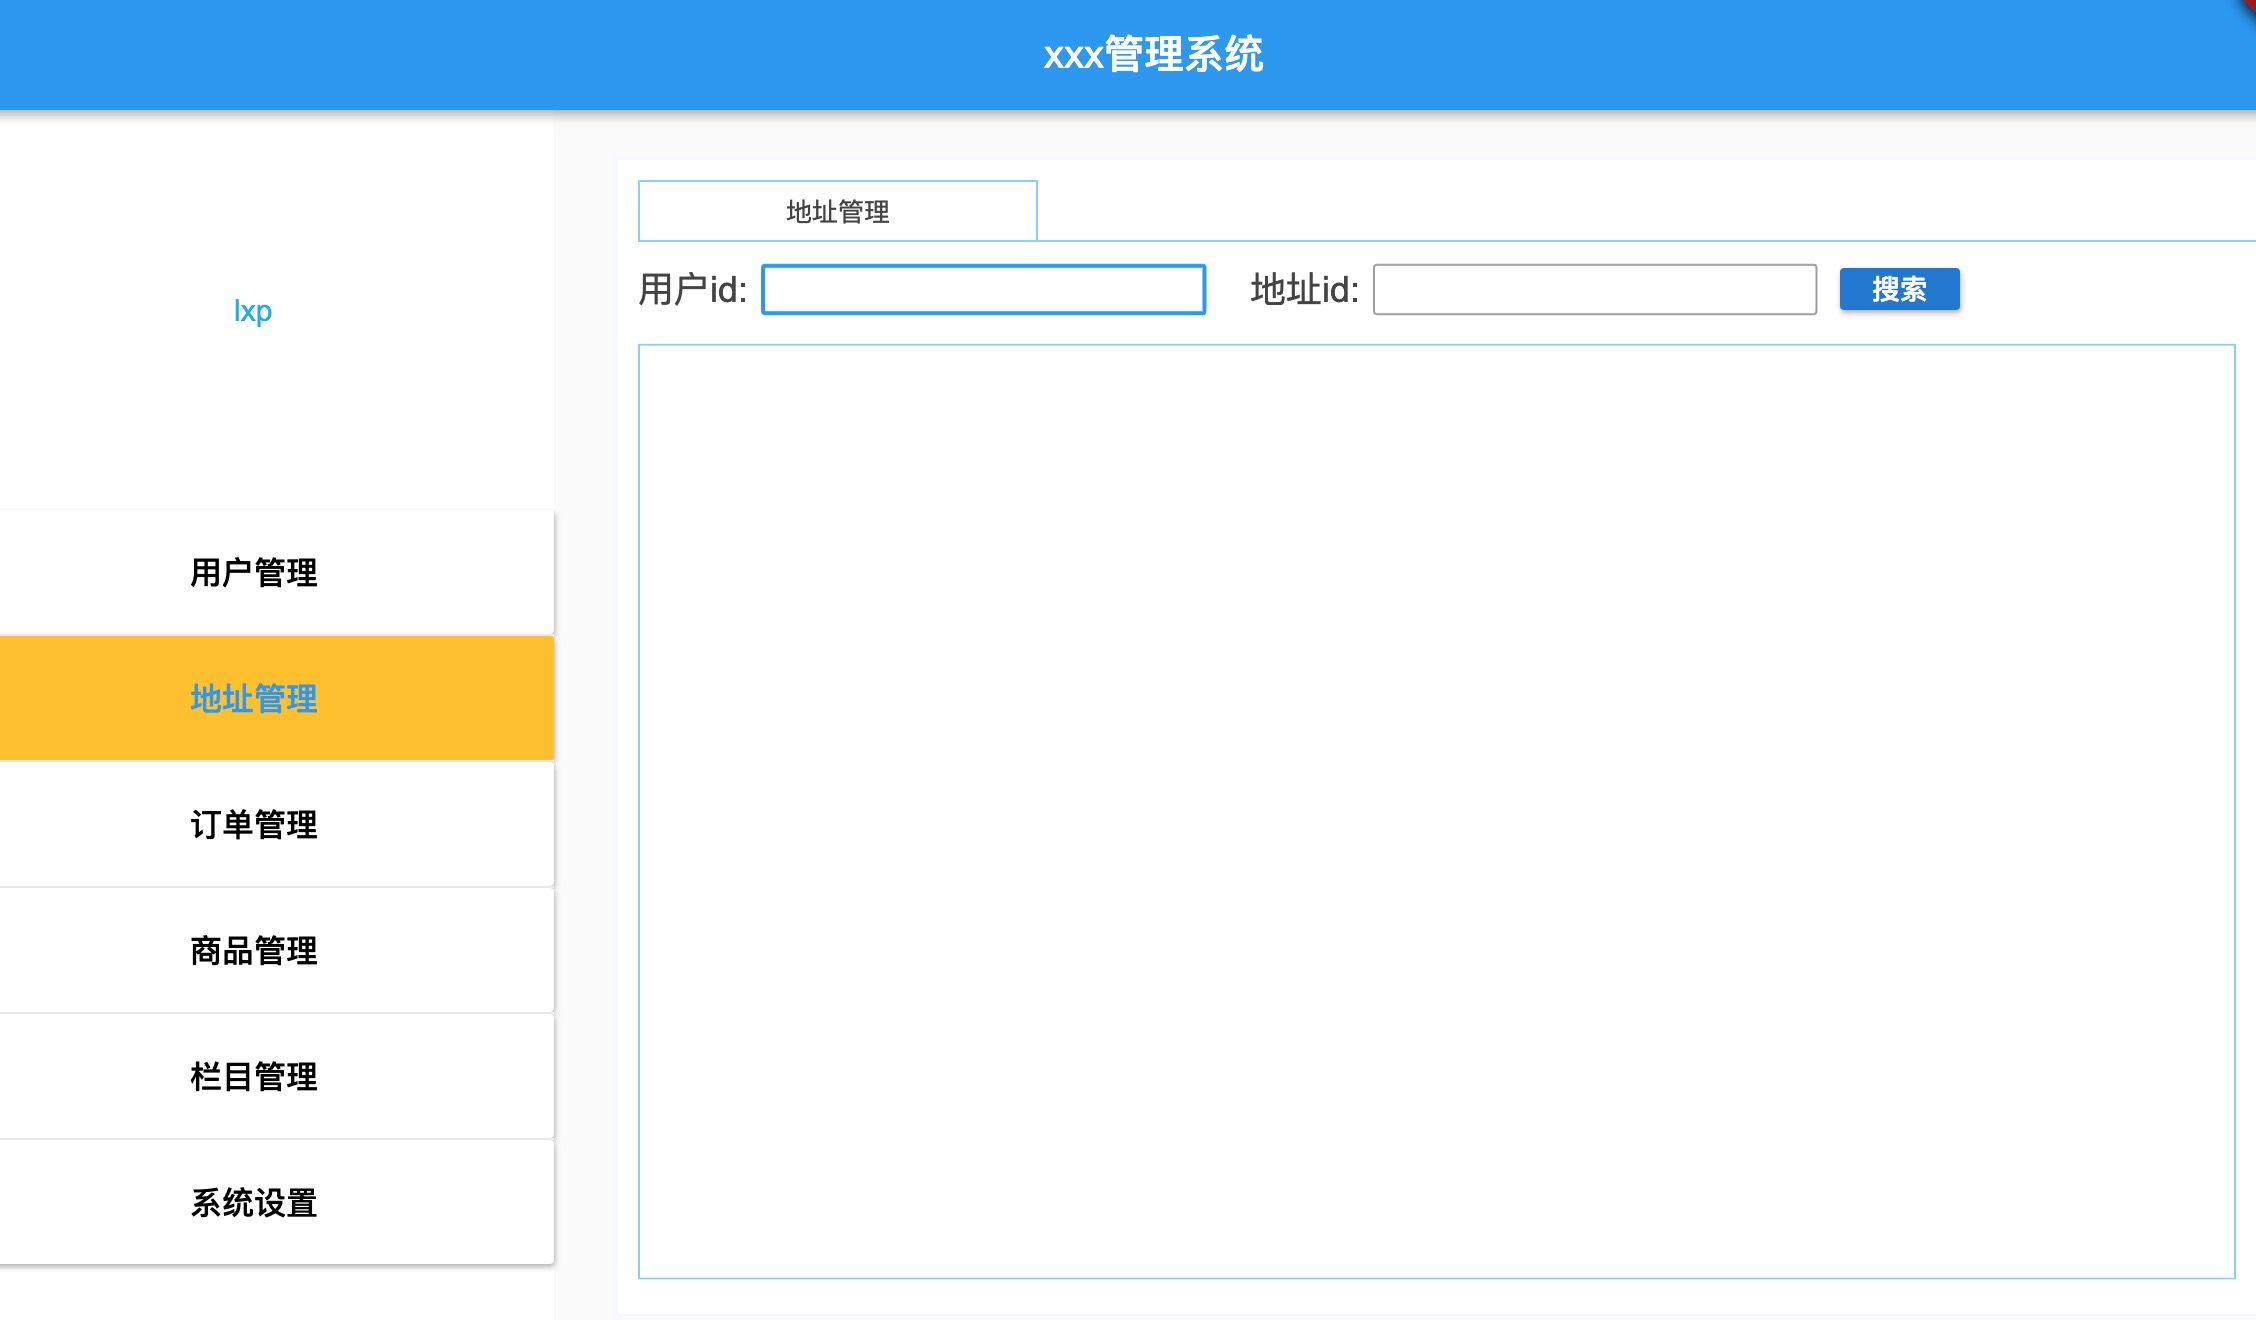 xxx管理系统
lxp
用户管理
地址管理
订单管理
商品管理
栏目管理
系统设置
地址管理
用户id: 地址id: 搜索